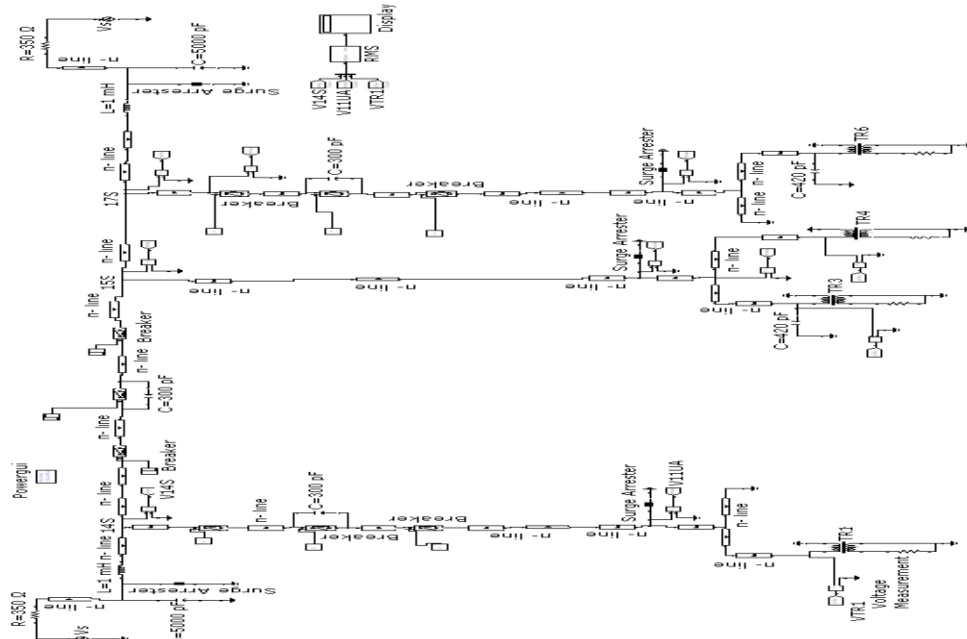 R=350 Ω
Vs
n- line
C=5000 pF
Surge Arrester
L=1 mH
n- line
17S
Breaker
C=300 pF
Breaker
n- line
n- line
Surge Arrester
n- line
n- line
C=420 pF
TR6
V14S
V11UA
VTR1
RMS
Display
n- line
15S
n- line
n- line
n- line
Surge Arrester
n- line
TR4
TR3
C=420 pF
n- line
Breaker
n- line
C=300 pF
n- line
Breaker
n- line
V14S
Powergui
14S
n- line
C=300 pF
Breaker
Breaker
n- line
n- line
Surge Arrester
V11UA
n- line
TR1
VTR1
Voltage
Measurement
n- line
L=1 mH
Surge Arrester
=5000 pF
n- line
R=350 Ω
Vs